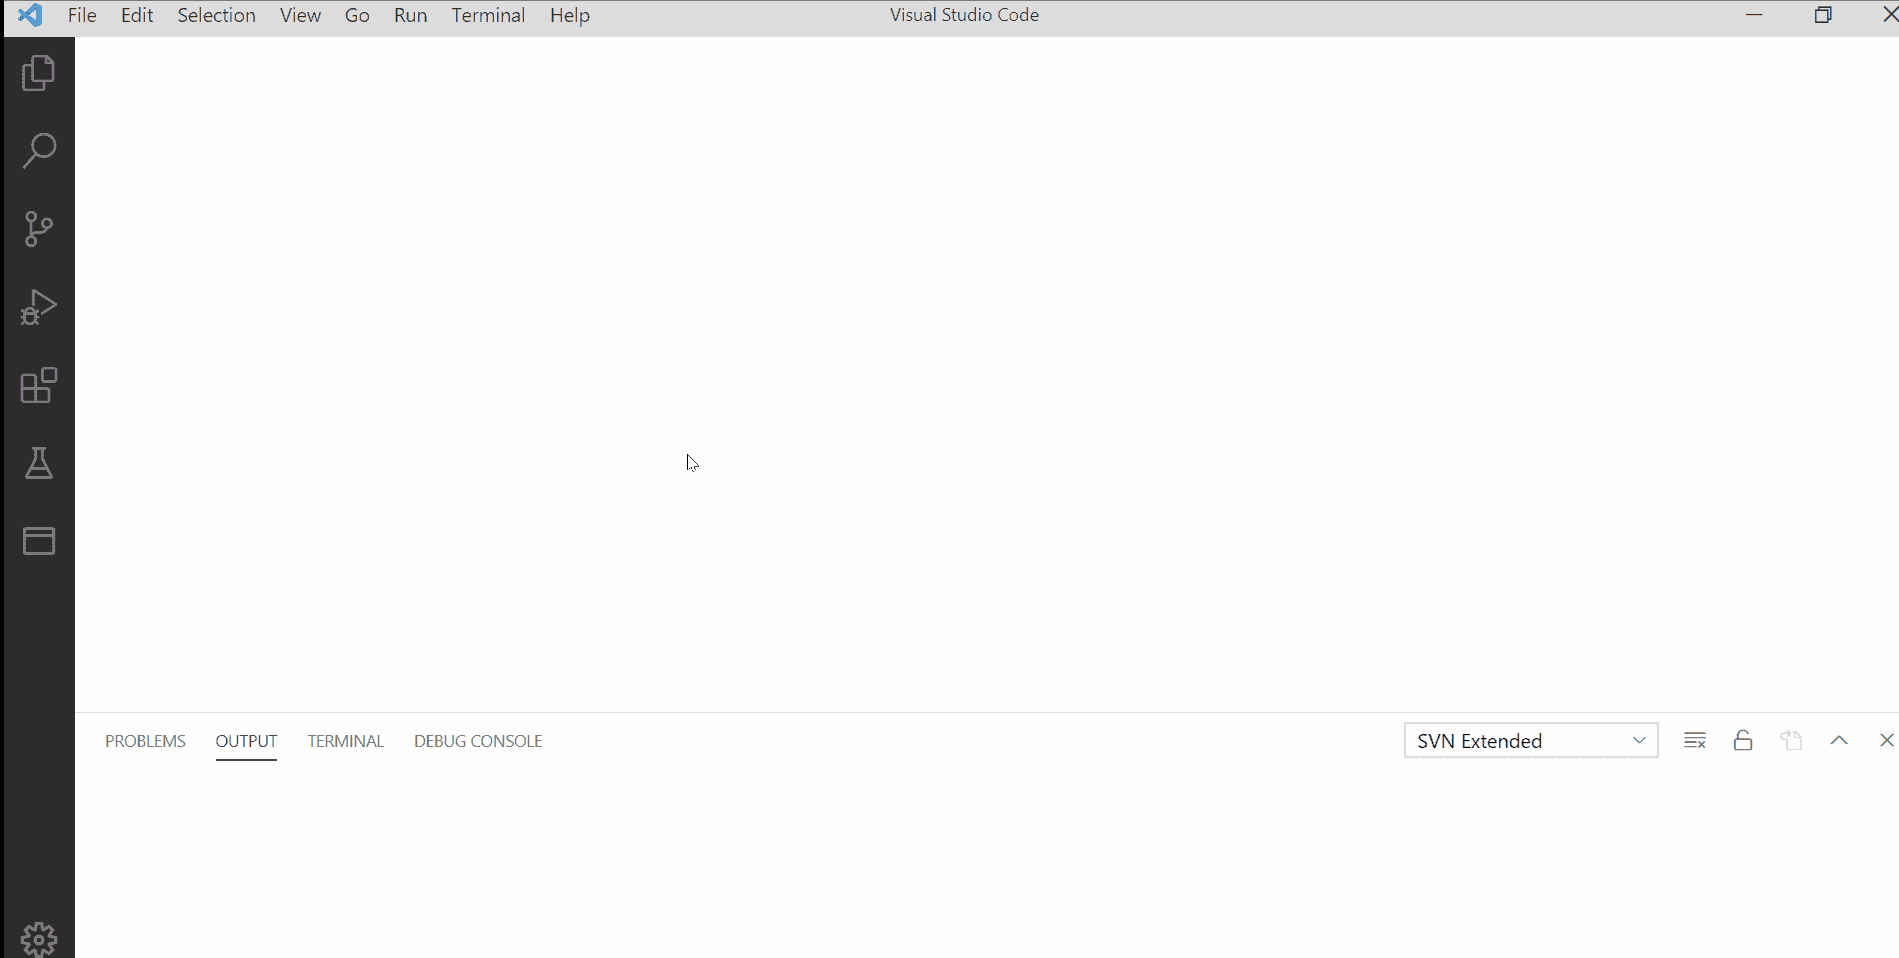 File Edit Selection View Go Run Terminal Help Visual Studio Code
PROBLEMS OUTPUT TERMINAL DEBUG CONSOLE SVN Extended